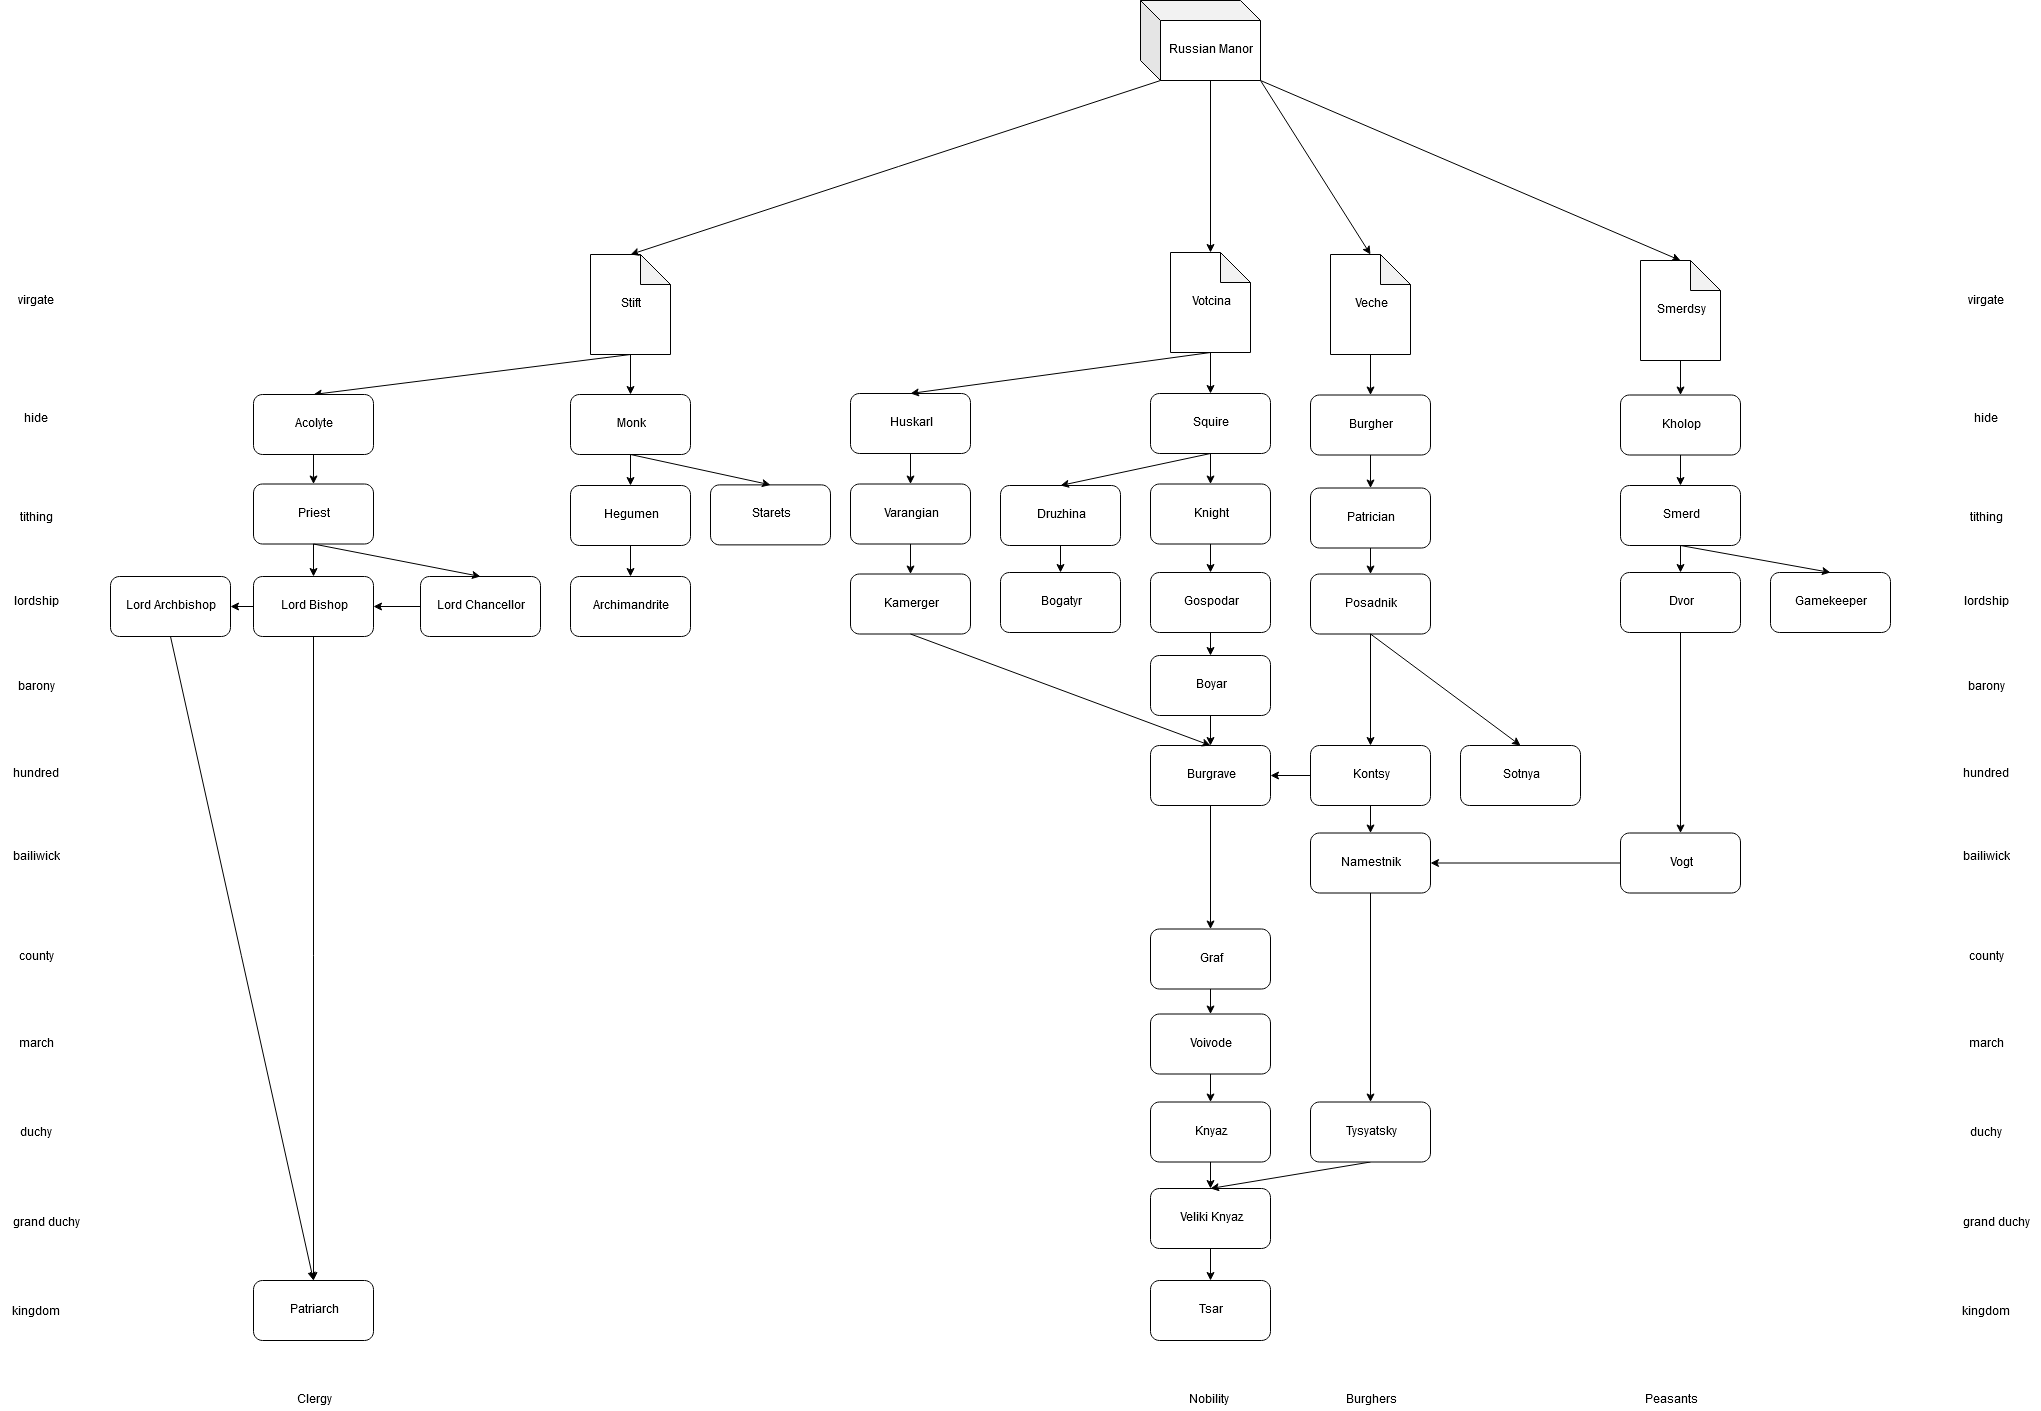 Russian Manor
virgate
Stift
Votcina
Veche
Smerdsy
virgate
hide
Acolyte
Monk
Huskarl
Squire
Burgher
Kholop
hide
tithing
Priest
Hegumen
Starets
Varangian
Druzhina
Knight
Patrician
Smerd
tithing
lordship
Lord Archbishop
Lord Bishop
Lord Chancellor
Archimandrite
Kamerger
Bogatyr
Gospodar
Posadnik
Dvor
Gamekeeper
lordship
barony
Boyar
barony
hundred
Burgrave
Kontsy
Sotnya
hundred
bailiwick
Namestnik
Vogt
bailiwick
county
Graf
county
march
Voivode
march
duchy
Knyaz
Tysyatsky
duchy
grand duchy
Veliki Knyaz
grand duchy
kingdom
Patriarch
Tsar
kingdom
Clergy
Nobility
Burghers
Peasants